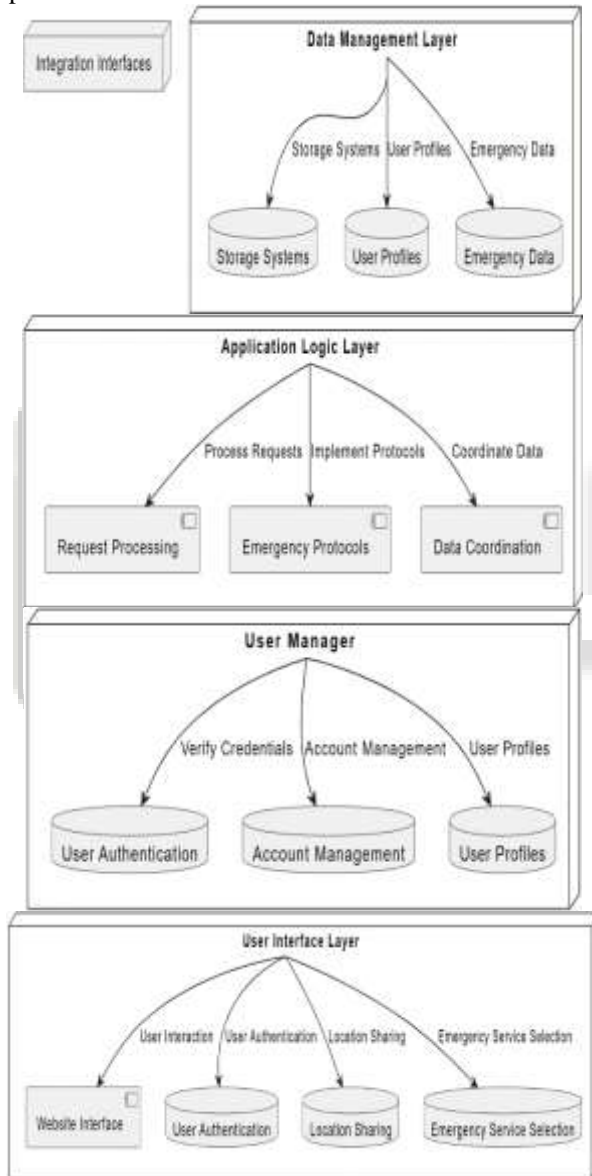 Data Management Layer
Integration Interfaces
Storage Systems User Profiles Emergency Data
Storage Systems User Profiles Emergency Data
Application Logic Layer
Process Requests Implement Protocols Coordinate Data
Request Processing Emergency Protocols Data Coordination
User Manager
Verify Credentials Account Management User Profiles
User Authentication Account Management User Profiles
User Interface Layer
User Interaction User Authentication Location Sharing Emergency Service Selection
Website Interface User Authentication Location Sharing Emergency Service Selection